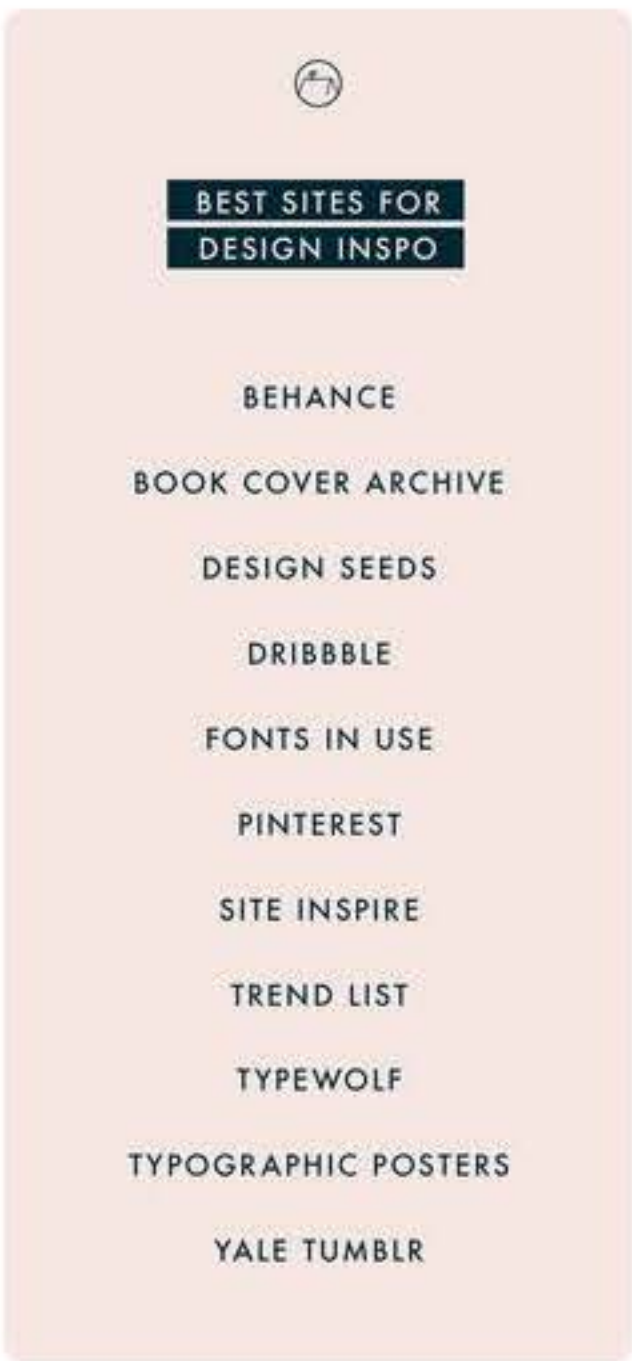 BEST SITES FOR
DESIGN INSPO
BEHANCE
BOOK COVER ARCHIVE
DESIGN SEEDS
DRIBBBLE
FONTS IN USE
PINTEREST
SITE INSPIRE
TREND LIST
TYPEWOLF
TYPOGRAPHIC POSTERS
YALE TUMBLR